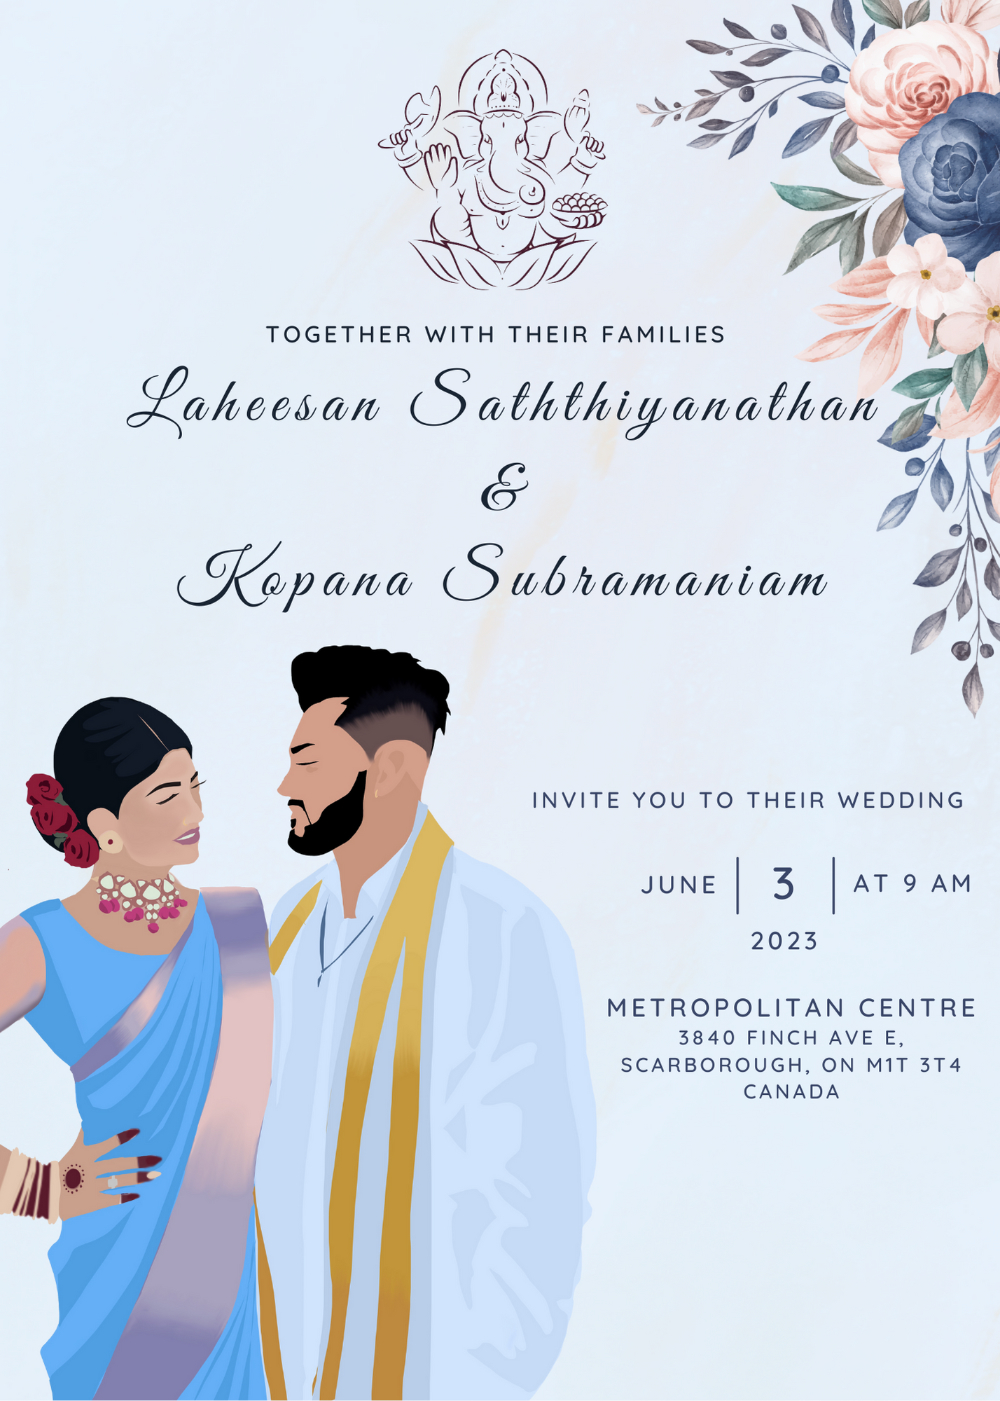 TOGETHER WITH THEIR FAMILIES
Laheesan Saththiyanathan
&
Kopana Subramaniam
INVITE YOU TO THEIR WEDDING
JUNE 3 AT 9 AM
2023
METROPOLITAN CENTRE
3840 FINCH AVE E,
SCARBOROUGH, ON M1T 3T4
CANADA